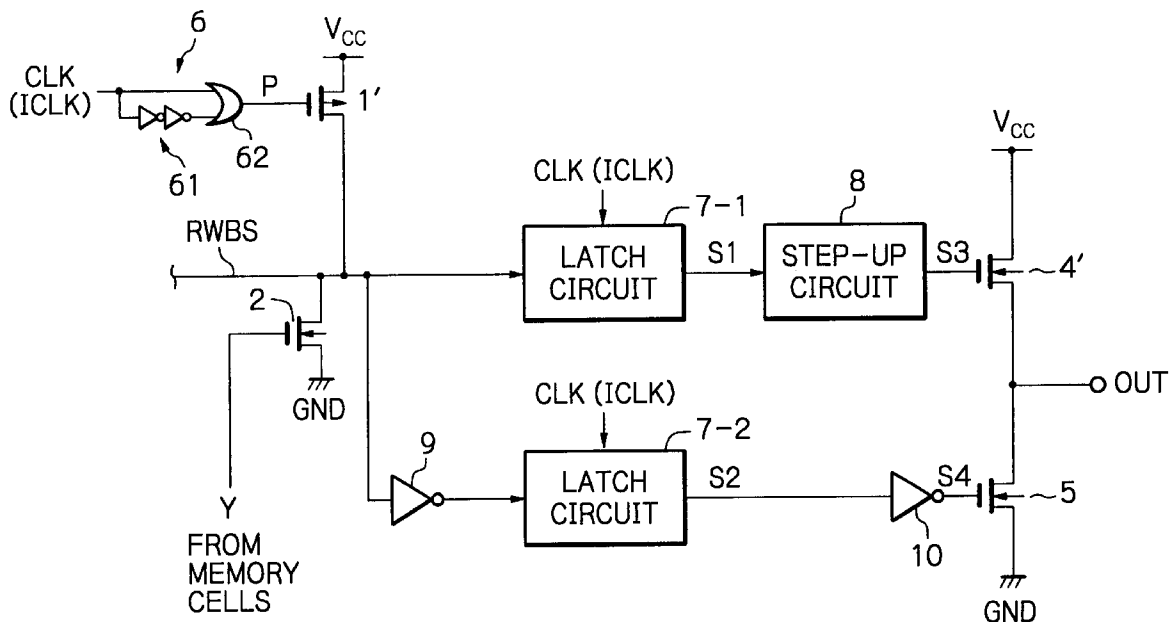 6
V_CC
CLK
(ICLK)
P
1'
62
61
V_CC
CLK (ICLK)
7-1
8
RWBS
LATCH
CIRCUIT
S1
STEP-UP
CIRCUIT
S3
4'
2
GND
OUT
CLK (ICLK)
7-2
9
LATCH
CIRCUIT
S2
S4
5
10
Y
FROM
MEMORY
CELLS
GND